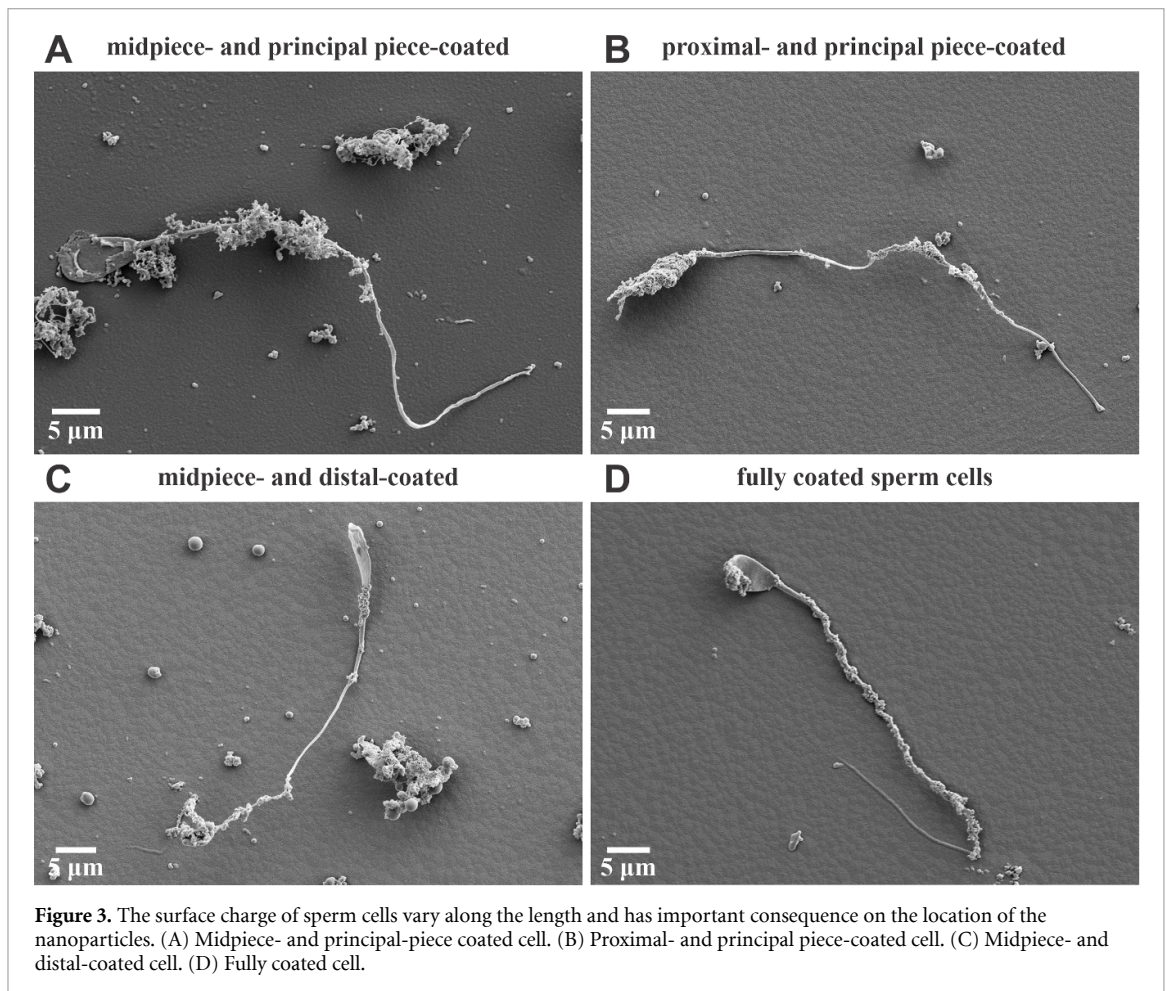 A midpiece- and principal piece-coated
B proximal- and principal piece-coated
5 µm
5 µm
C midpiece- and distal-coated
D fully coated sperm cells
5 µm
5 µm
Figure 3. The surface charge of sperm cells vary along the length and has important consequence on the location of the
nanoparticles. (A) Midpiece- and principal-piece coated cell. (B) Proximal- and principal piece-coated cell. (C) Midpiece- and
distal-coated cell. (D) Fully coated cell.